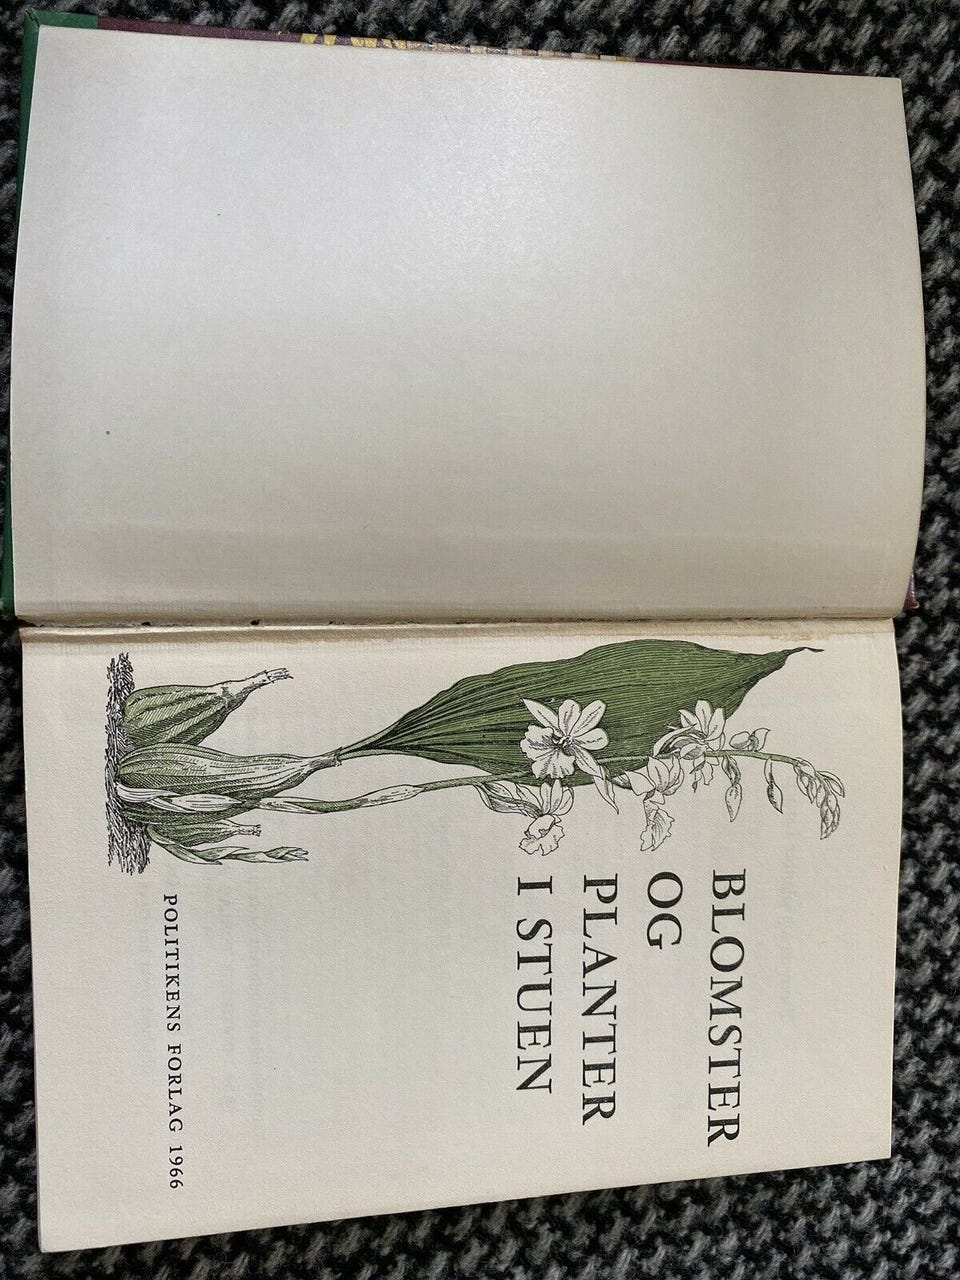 BLOMSTER
OG
PLANTER
I STUEN
POLITIKENS FORLAG 1966